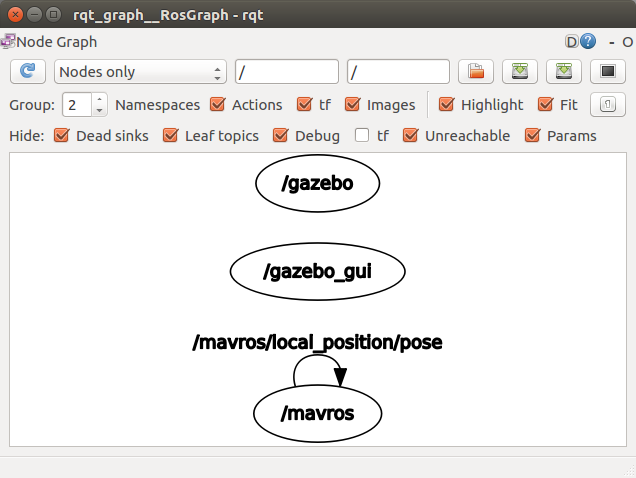 rqt_graph__RosGraph - rqt
Node Graph D ? - O
Nodes only / /
Group: 2 Namespaces Actions tf Images Highlight Fit
Hide: Dead sinks Leaf topics Debug tf Unreachable Params
/gazebo
/gazebo_gui
/mavros/local_position/pose
/mavros